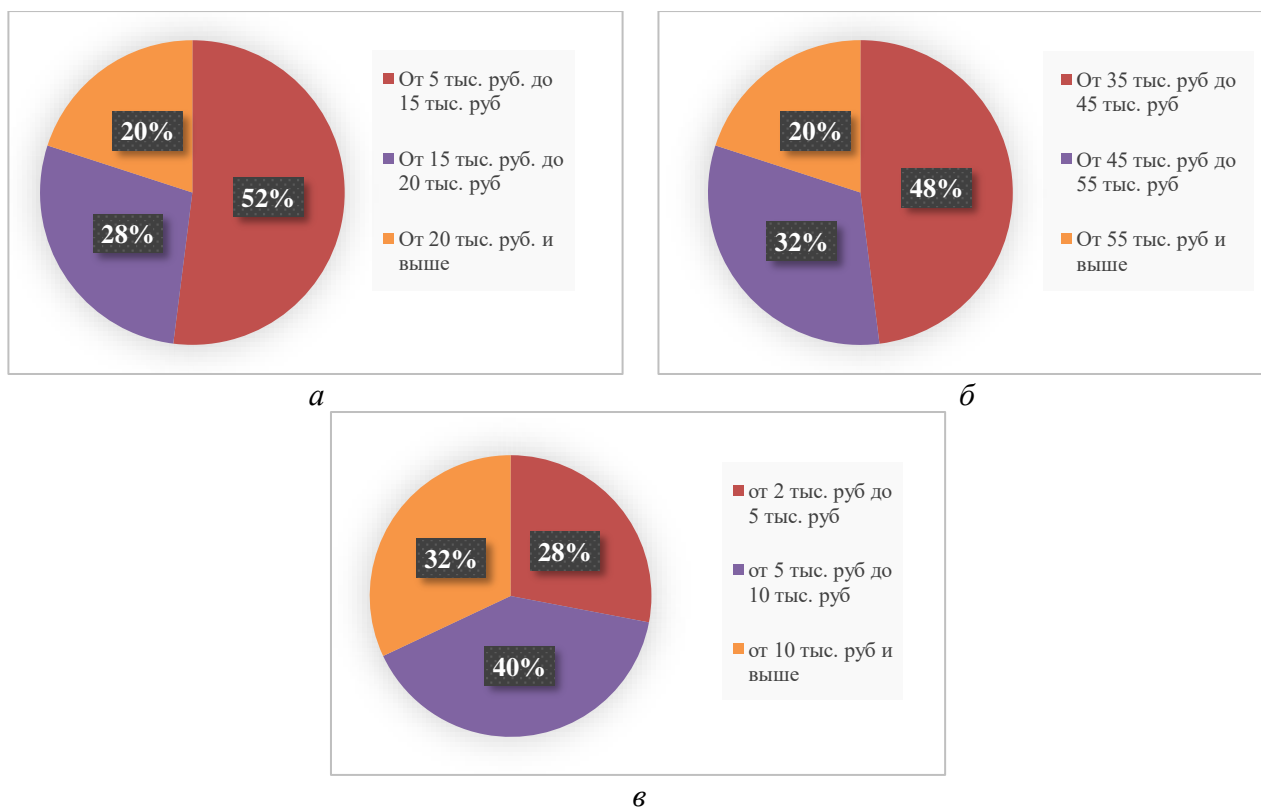 20%
52%
28%
От 5 тыс. руб. до
15 тыс. руб
От 15 тыс. руб. до
20 тыс. руб
От 20 тыс. руб. и
выше
а
20%
48%
32%
От 35 тыс. руб до
45 тыс. руб
От 45 тыс. руб до
55 тыс. руб
От 55 тыс. руб и
выше
б
32%
28%
40%
от 2 тыс. руб до
5 тыс. руб
от 5 тыс. руб до
10 тыс. руб
от 10 тыс. руб и
выше
в